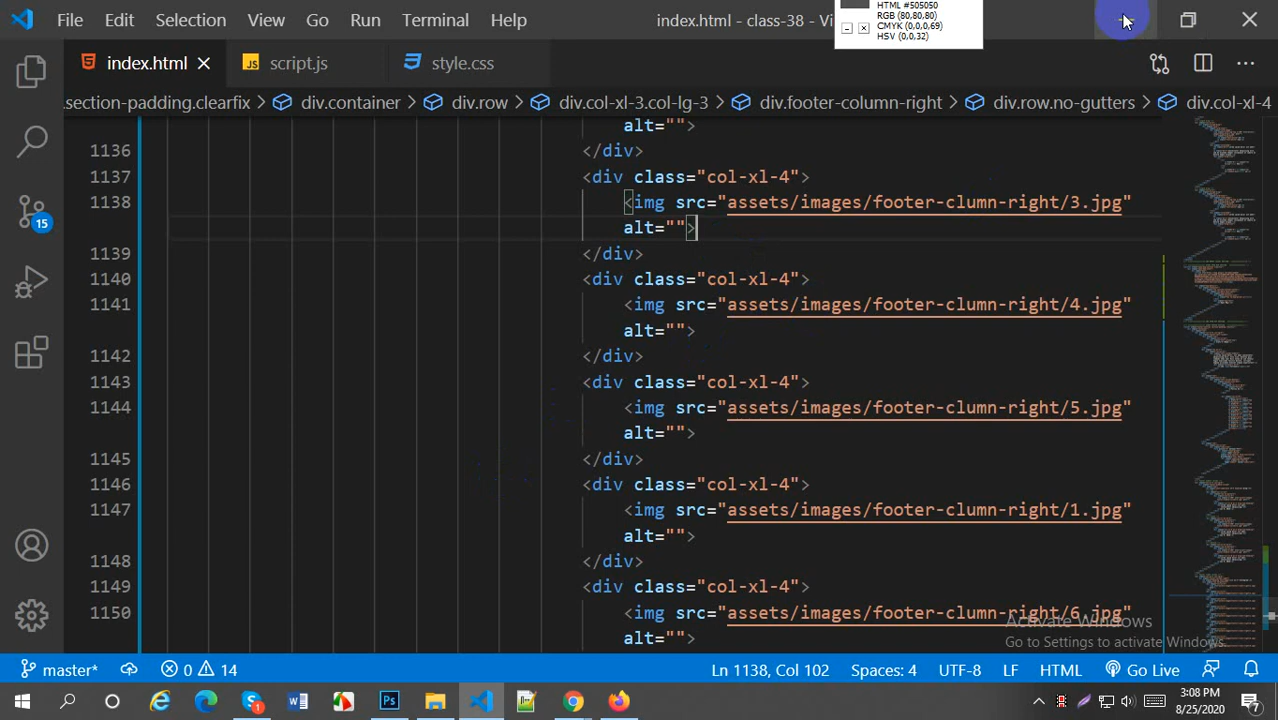 File Edit Selection View Go Run Terminal Help index.html - class-38 - Vi
HTML #505050
RGB (80,80,80)
CMYK (0,0,0,69)
HSV (0,0,32)
index.html script.js style.css
.section-padding.clearfix div.container div.row div.col-xl-3.col-lg-3 div.footer-column-right div.row.no-gutters div.col-xl-4
alt="">
1136 </div>
1137 <div class="col-xl-4">
1138 <img src="assets/images/footer-clumn-right/3.jpg"
alt="">
1139 </div>
1140 <div class="col-xl-4">
1141 <img src="assets/images/footer-clumn-right/4.jpg"
alt="">
1142 </div>
1143 <div class="col-xl-4">
1144 <img src="assets/images/footer-clumn-right/5.jpg"
alt="">
1145 </div>
1146 <div class="col-xl-4">
1147 <img src="assets/images/footer-clumn-right/1.jpg"
alt="">
1148 </div>
1149 <div class="col-xl-4">
1150 <img src="assets/images/footer-clumn-right/6.jpg"
alt="">
15
Activate Windows
Go to Settings to activate Windows.
master* 0 14 Ln 1138, Col 102 Spaces: 4 UTF-8 LF HTML Go Live
3:08 PM
8/25/2020